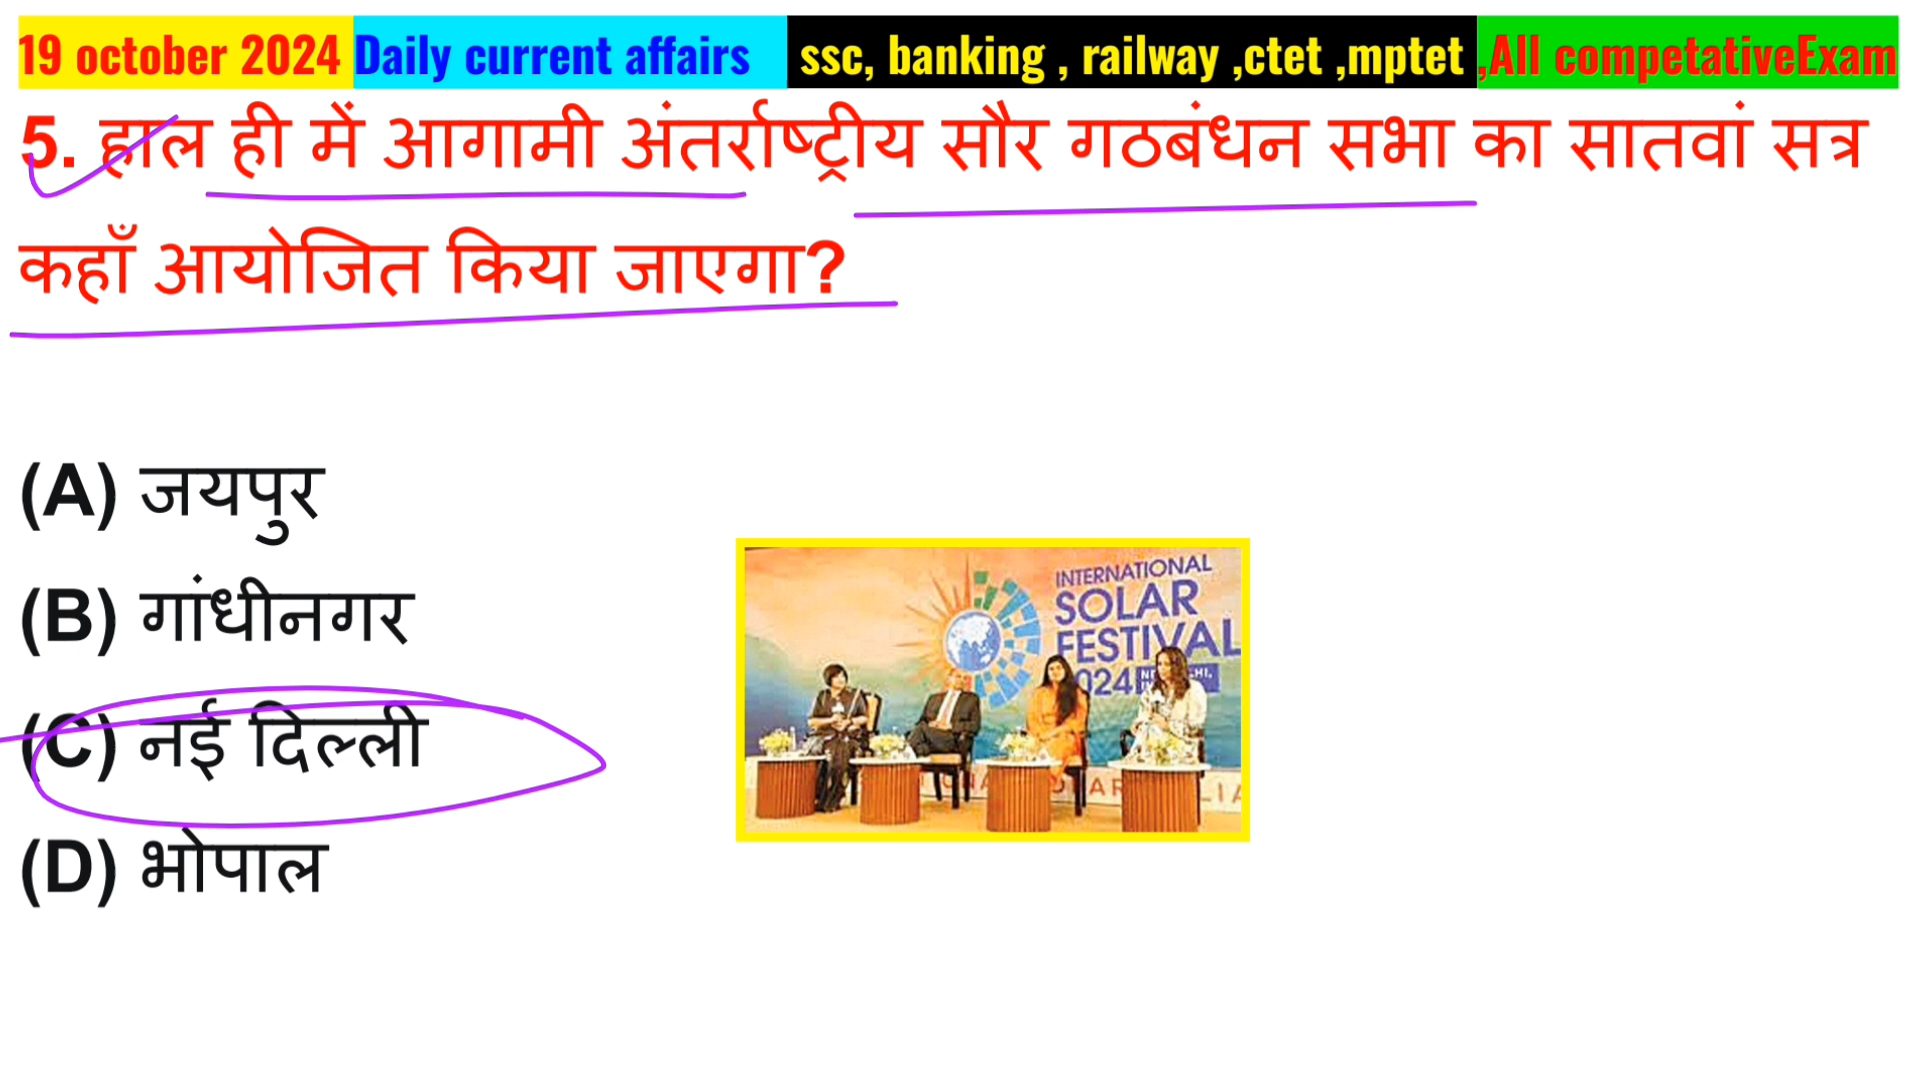 19 october 2024 Daily current affairs ssc, banking , railway ,ctet ,mptet ,All competativeExam
5. हाल ही में आगामी अंतर्राष्ट्रीय सौर गठबंधन सभा का सातवां सत्र
कहाँ आयोजित किया जाएगा?
(A) जयपुर
(B) गांधीनगर
(C) नई दिल्ली
(D) भोपाल
INTERNATIONAL
SOLAR
FESTIVAL
2024